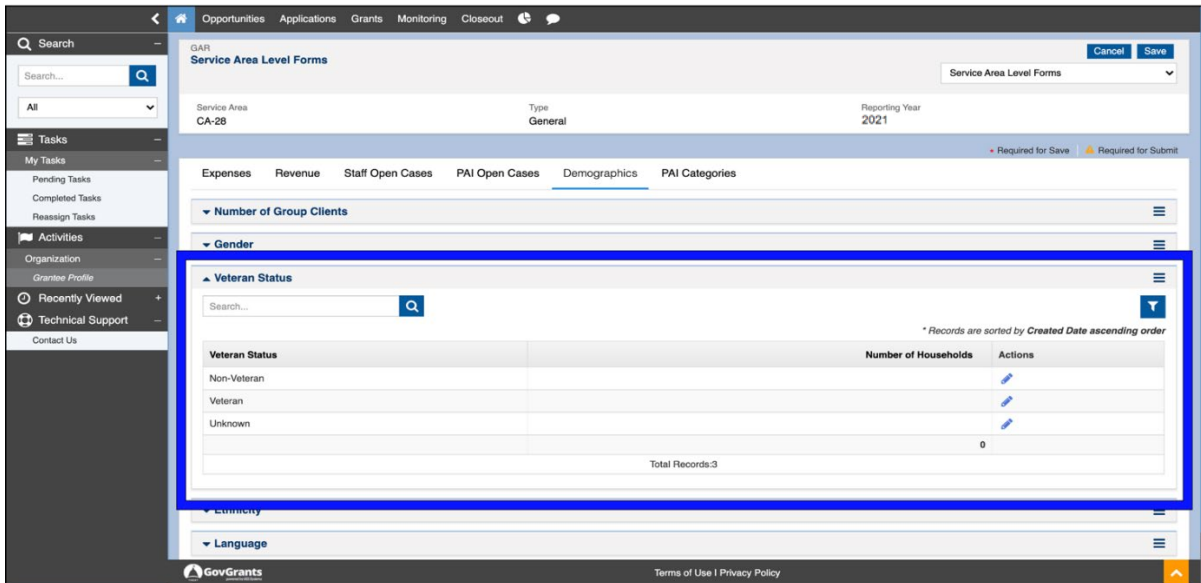 Opportunities Applications Grants Monitoring Closeout
Search
Search...
All
Tasks
My Tasks
Pending Tasks
Completed Tasks
Reassign Tasks
Activities
Organization
Grantee Profile
Recently Viewed
Technical Support
Contact Us
GAR
Service Area Level Forms
Cancel Save
Service Area Level Forms
Service Area Type Reporting Year
CA-28 General 2021
• Required for Save Required for Submit
Expenses Revenue Staff Open Cases PAI Open Cases Demographics PAI Categories
Number of Group Clients
Gender
Veteran Status
Search...
* Records are sorted by Created Date ascending order
Veteran Status Number of Households Actions
Non-Veteran
Veteran
Unknown
0
Total Records:3
Ethnicity
Language
GovGrants
Terms of Use I Privacy Policy